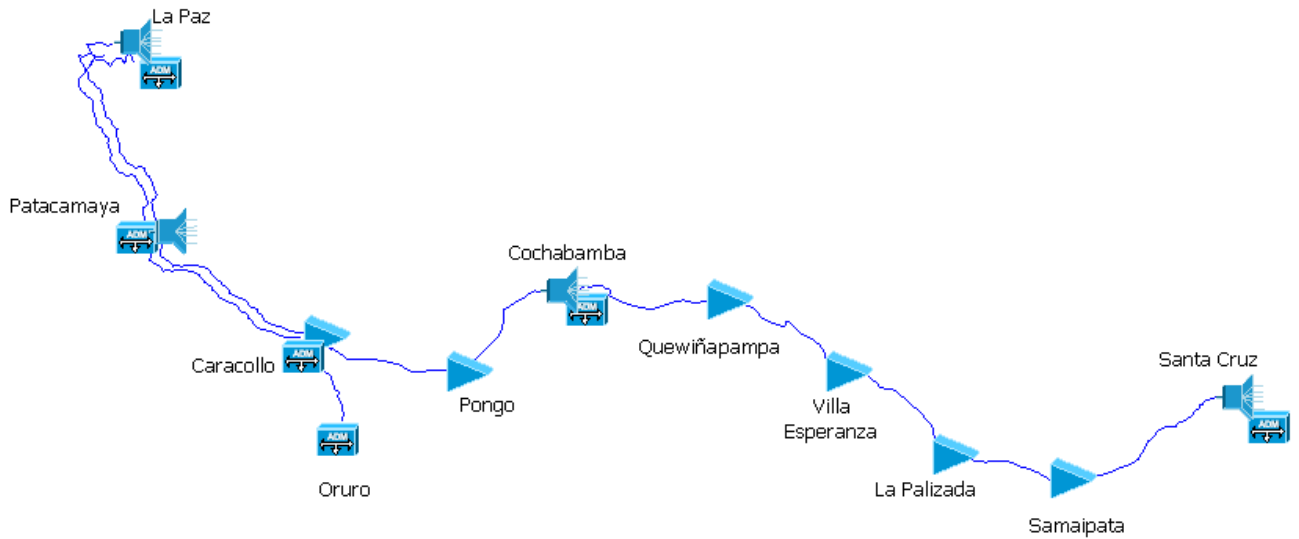 La Paz
ADM
Patacamaya
ADM
Cochabamba
ADM
Quewiñapampa
Caracollo
ADM
Pongo
Villa
Esperanza
Santa Cruz
ADM
ADM
Oruro
La Palizada
Samaipata